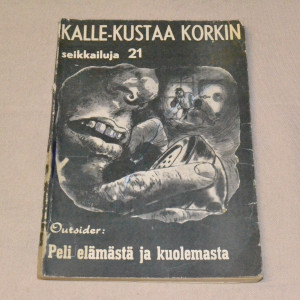 KALLE-KUSTAA KORKIN
seikkailuja 21
Outsider:
Peli elämästä ja kuolemasta